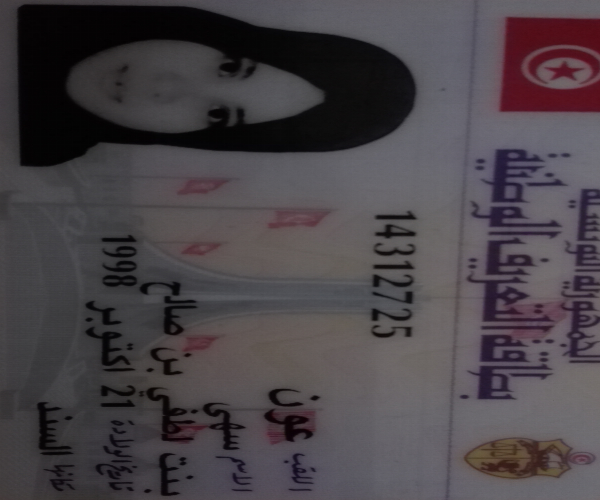 الجمهورية التونسية
بطاقة التعريف الوطنية
14312725
اللقب عون
الاسم سهى
بنت لطفي بن صالح
تاريخ الولادة 21 اكتوبر 1998
مكانها السند